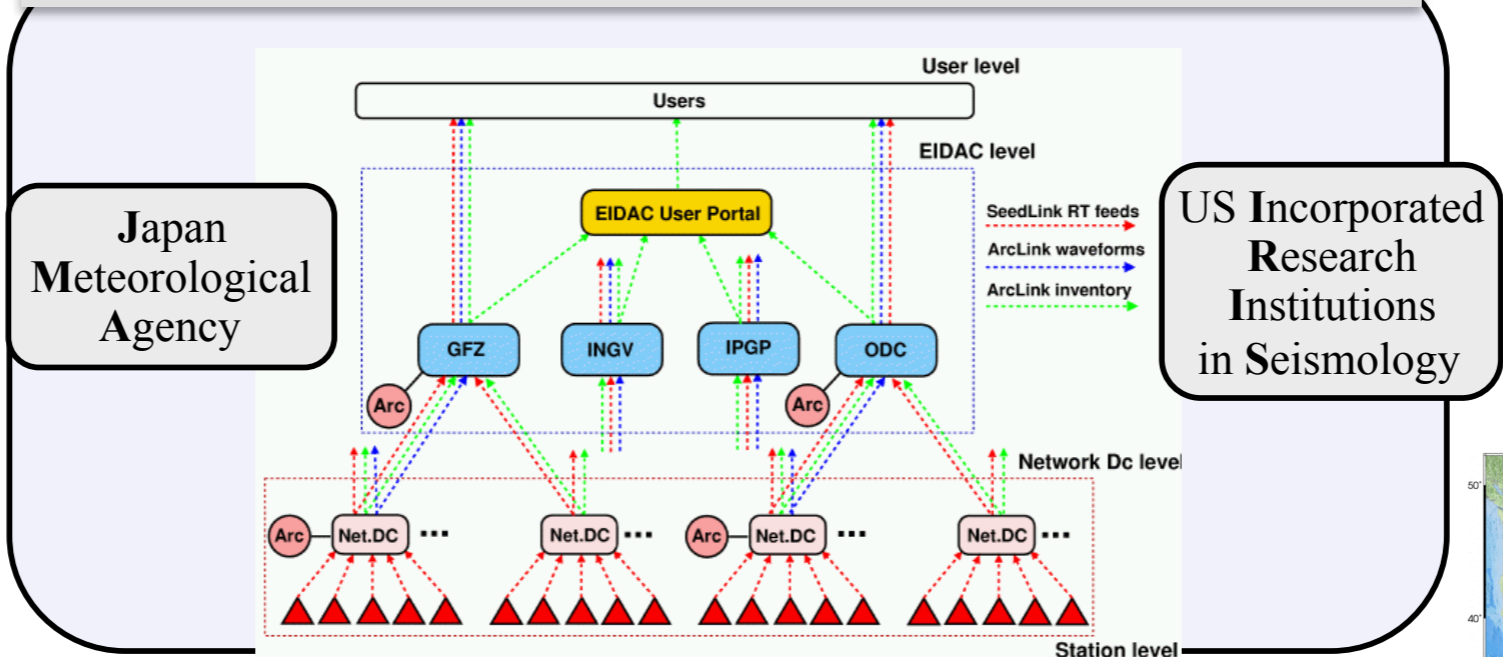 User level
Users
EIDAC level
EIDAC User Portal
SeedLink RT feeds
ArcLink waveforms
ArcLink inventory
Japan
Meteorological
Agency
US Incorporated
Research
Institutions
in Seismology
GFZ
INGV
IPGP
ODC
Arc
Arc
Network Dc level
Arc
Net.DC
...
Net.DC
...
Arc
Net.DC
...
Net.DC
...
Station level
50°
40°